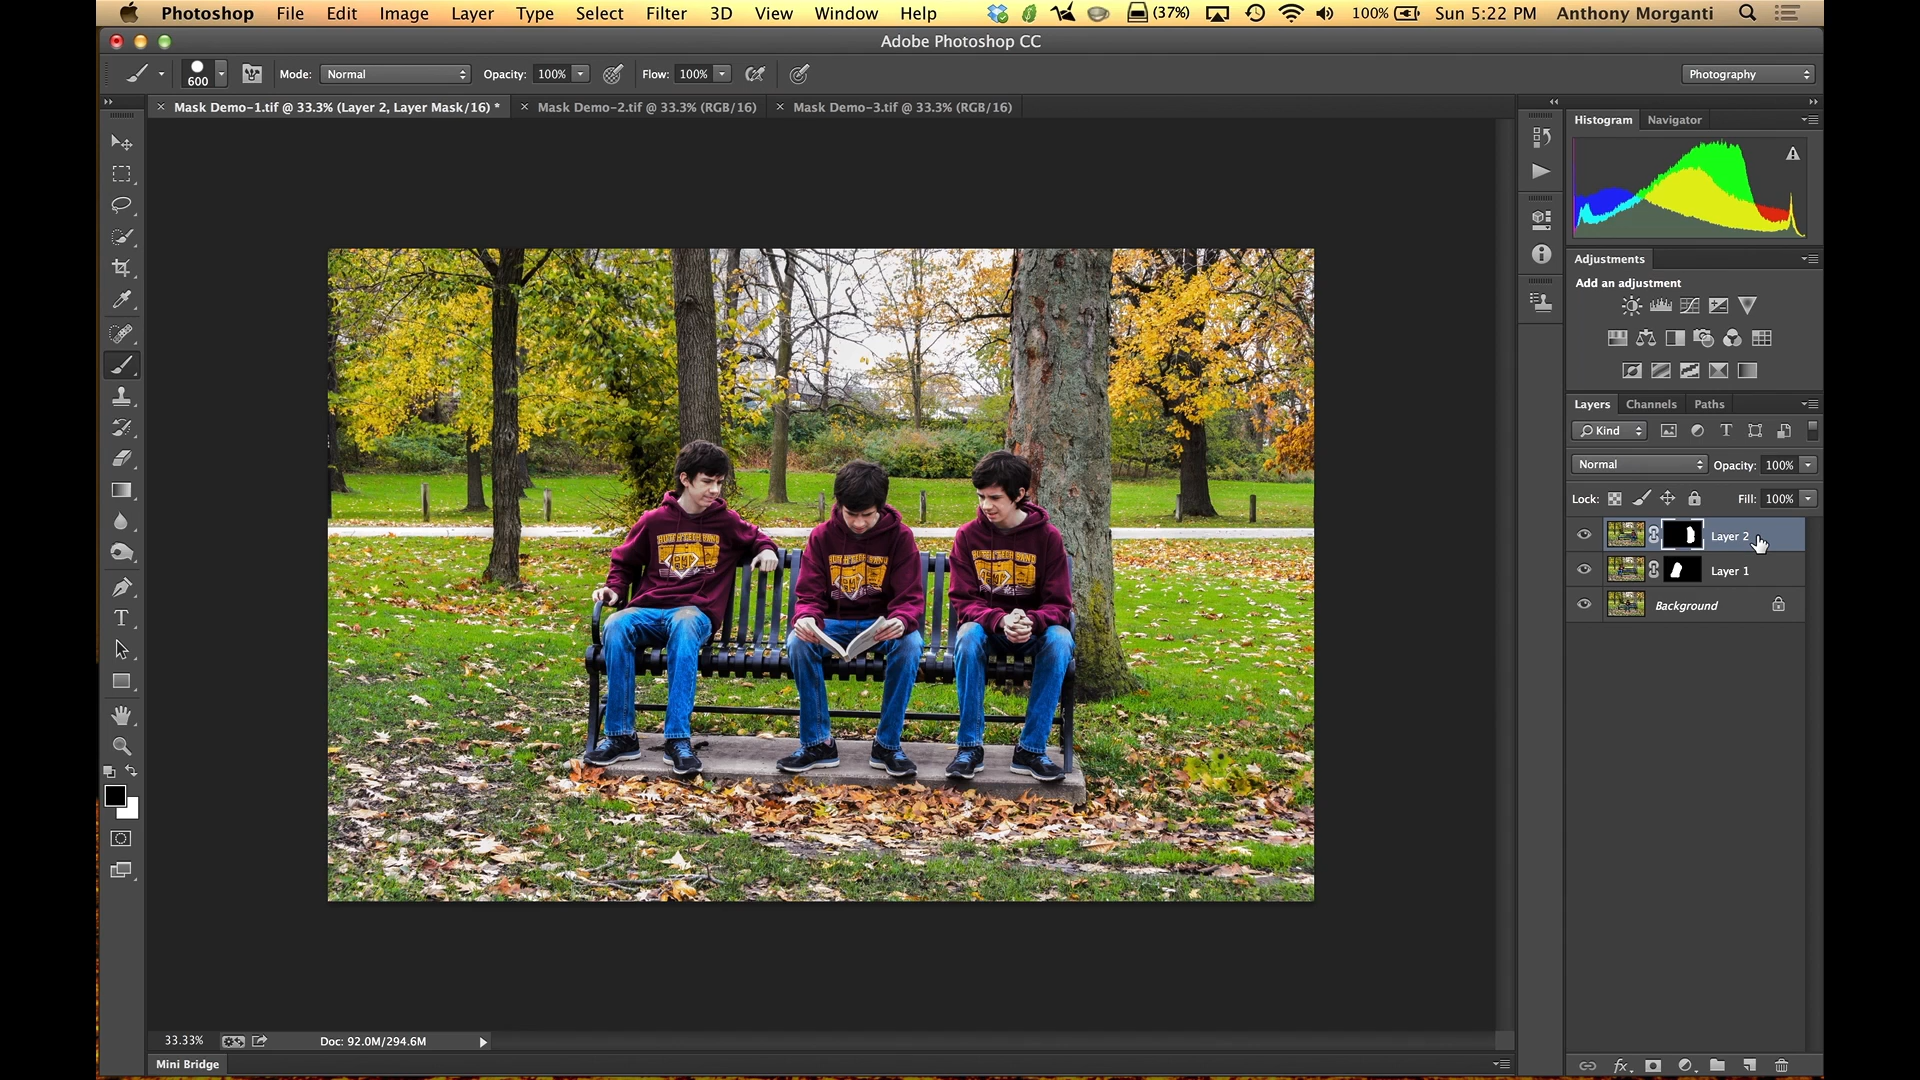 Photoshop File Edit Image Layer Type Select Filter 3D View Window Help (37%) 100% Sun 5:22 PM Anthony Morganti
Adobe Photoshop CC
600 Mode: Normal Opacity: 100% Flow: 100% Photography
Mask Demo-1.tif @ 33.3% (Layer 2, Layer Mask/16) * Mask Demo-2.tif @ 33.3% (RGB/16) Mask Demo-3.tif @ 33.3% (RGB/16)
Histogram Navigator
Adjustments
Add an adjustment
Layers Channels Paths
Kind
Normal Opacity: 100%
Lock: Fill: 100%
Layer 2
Layer 1
Background
33.33% Doc: 92.0M/294.6M
Mini Bridge